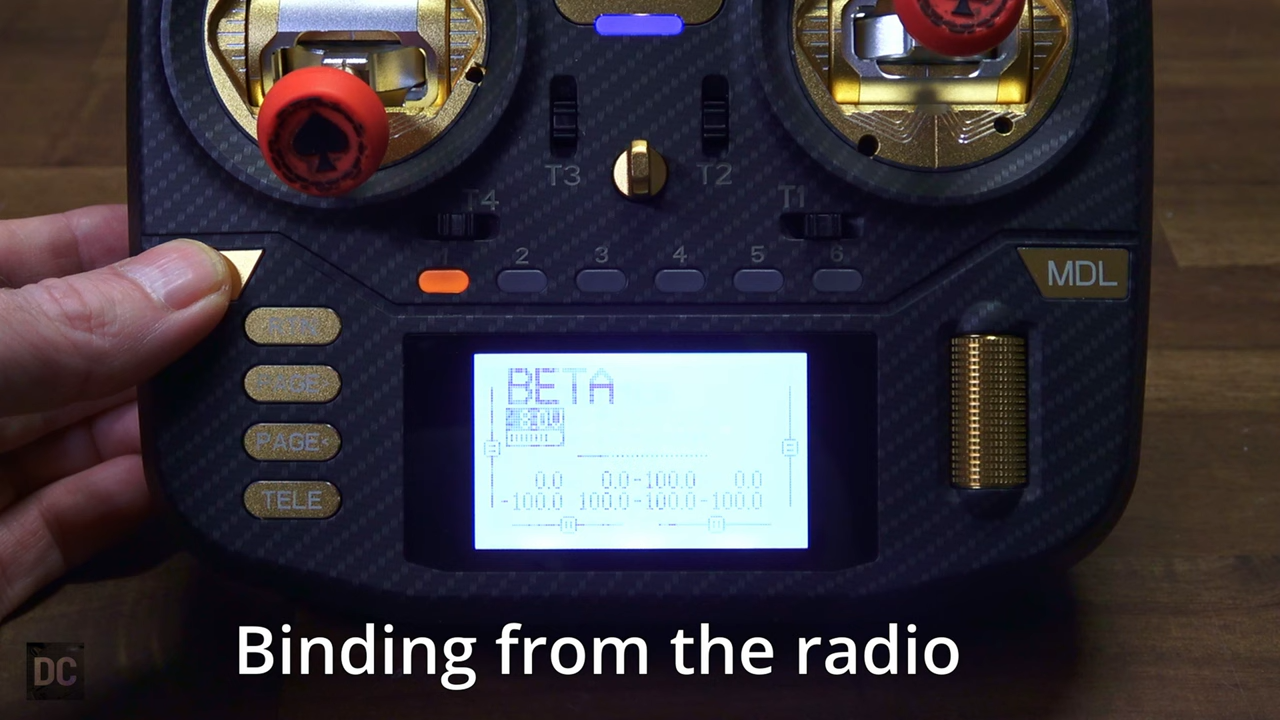 T3
T2
T4
T1
1
2
3
4
5
6
MDL
RTN
PAGE
PAGE<
TELE
BETA
0.0 0.0 -100.0 0.0
-100.0 100.0 -100.0 -100.0
Binding from the radio
DC